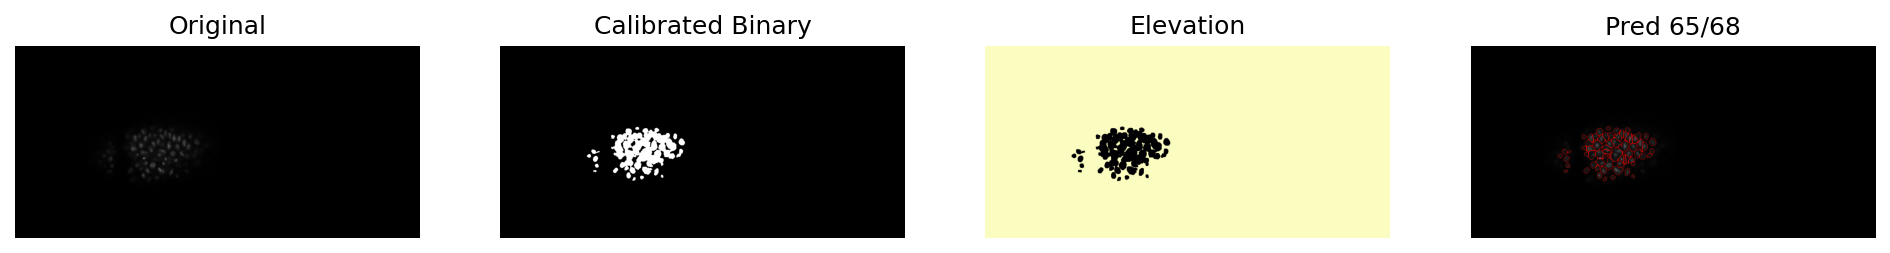 Original
Calibrated Binary
Elevation
Pred 65/68